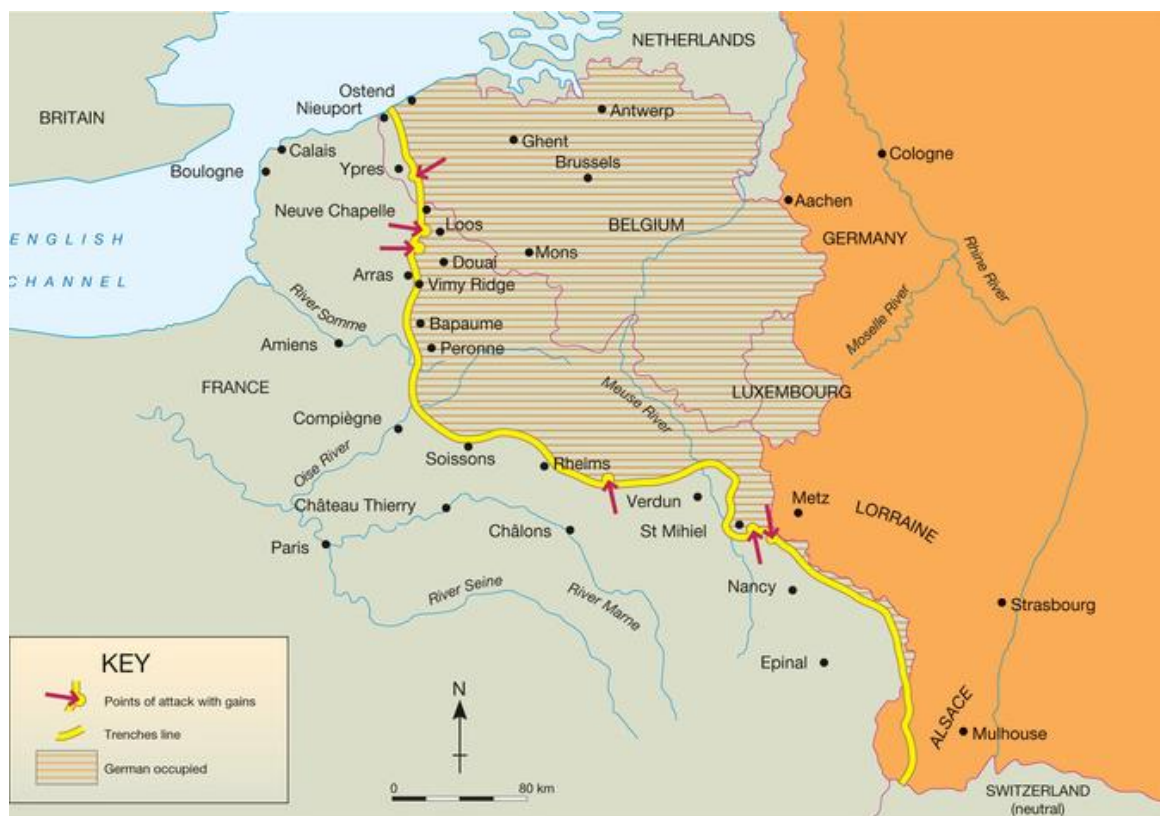 NETHERLANDS
BRITAIN
Ostend
Nieuport
Antwerp
Ghent
Calais
Boulogne
Ypres
Brussels
Cologne
Aachen
Neuve Chapelle
Loos
BELGIUM
GERMANY
ENGLISH
CHANNEL
Mons
Douai
Arras
Vimy Ridge
Rhine River
Moselle River
River Somme
Bapaume
Amiens
Peronne
FRANCE
Meuse River
LUXEMBOURG
Compiègne
Oise River
Soissons
Rheims
Verdun
Metz
LORRAINE
Château Thierry
Châlons
St Mihiel
Paris
Nancy
River Seine
River Marne
Strasbourg
Epinal
ALSACE
Mulhouse
SWITZERLAND
(neutral)
KEY
Points of attack with gains
Trenches line
German occupied
N
0 80 km